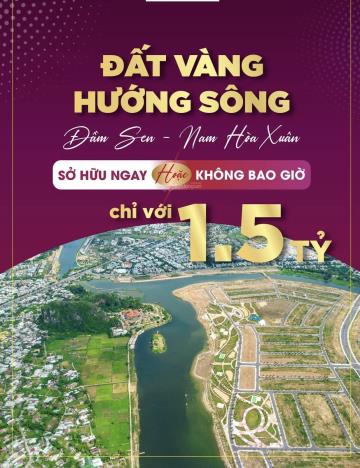 ĐẤT VÀNG
HƯỚNG SÔNG
Đầm Sen - Nam Hòa Xuân
SỞ HỮU NGAY Hoặc KHÔNG BAO GIỜ
chỉ với 1.5 TỶ